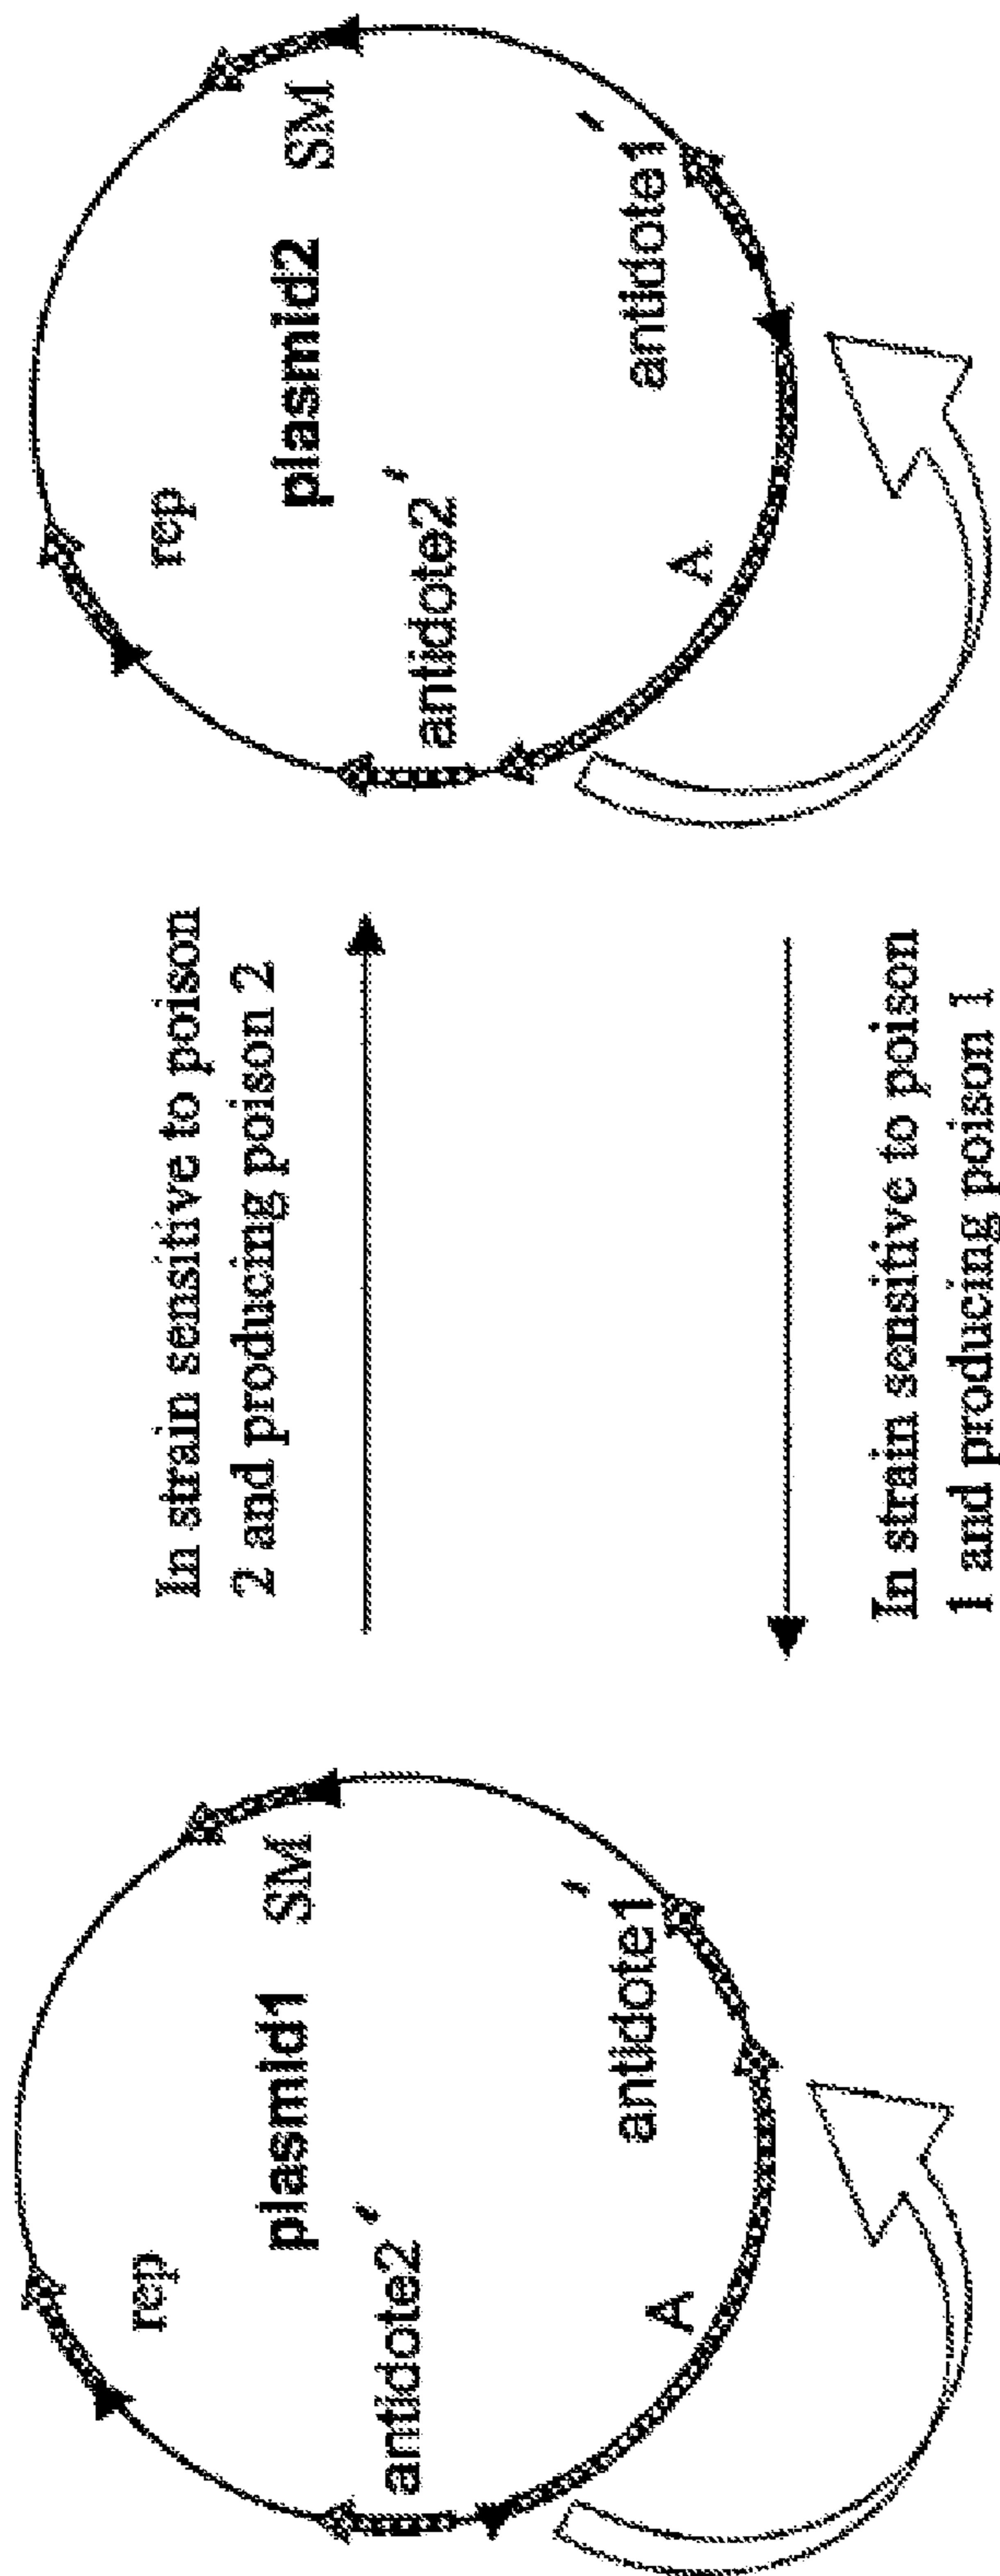 rep
plasmid1
SM
antidote2'
antidote1'
A
In strain sensitive to poison
2 and producing poison 2
In strain sensitive to poison
1 and producing poison 1
rep
plasmid2
SM
antidote2'
antidote1'
A